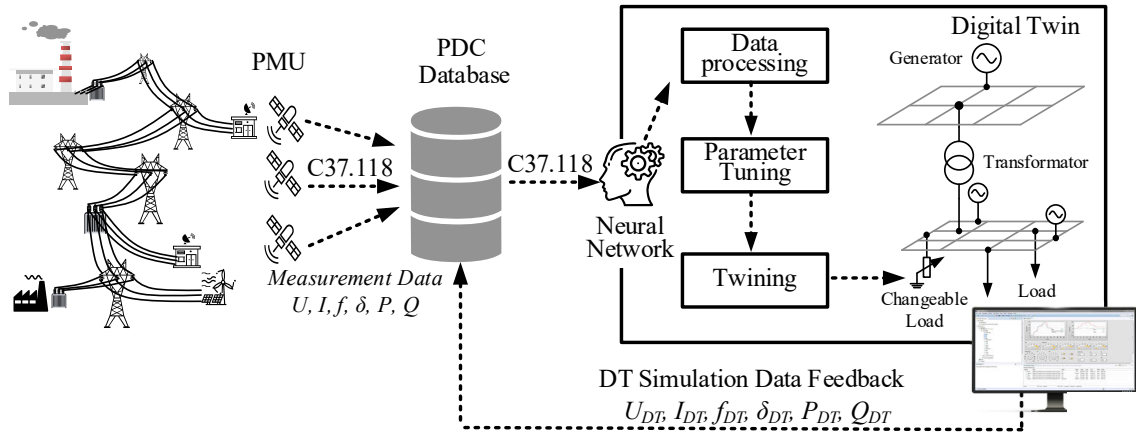 PMU
PDC
Database
C37.118
C37.118
Measurement Data
U, I, f, δ, P, Q
Neural
Network
Data
processing
Parameter
Tuning
Twining
Digital Twin
Generator
Transformator
Changeable
Load
Load
DT Simulation Data Feedback
U_DT, I_DT, f_DT, δ_DT, P_DT, Q_DT